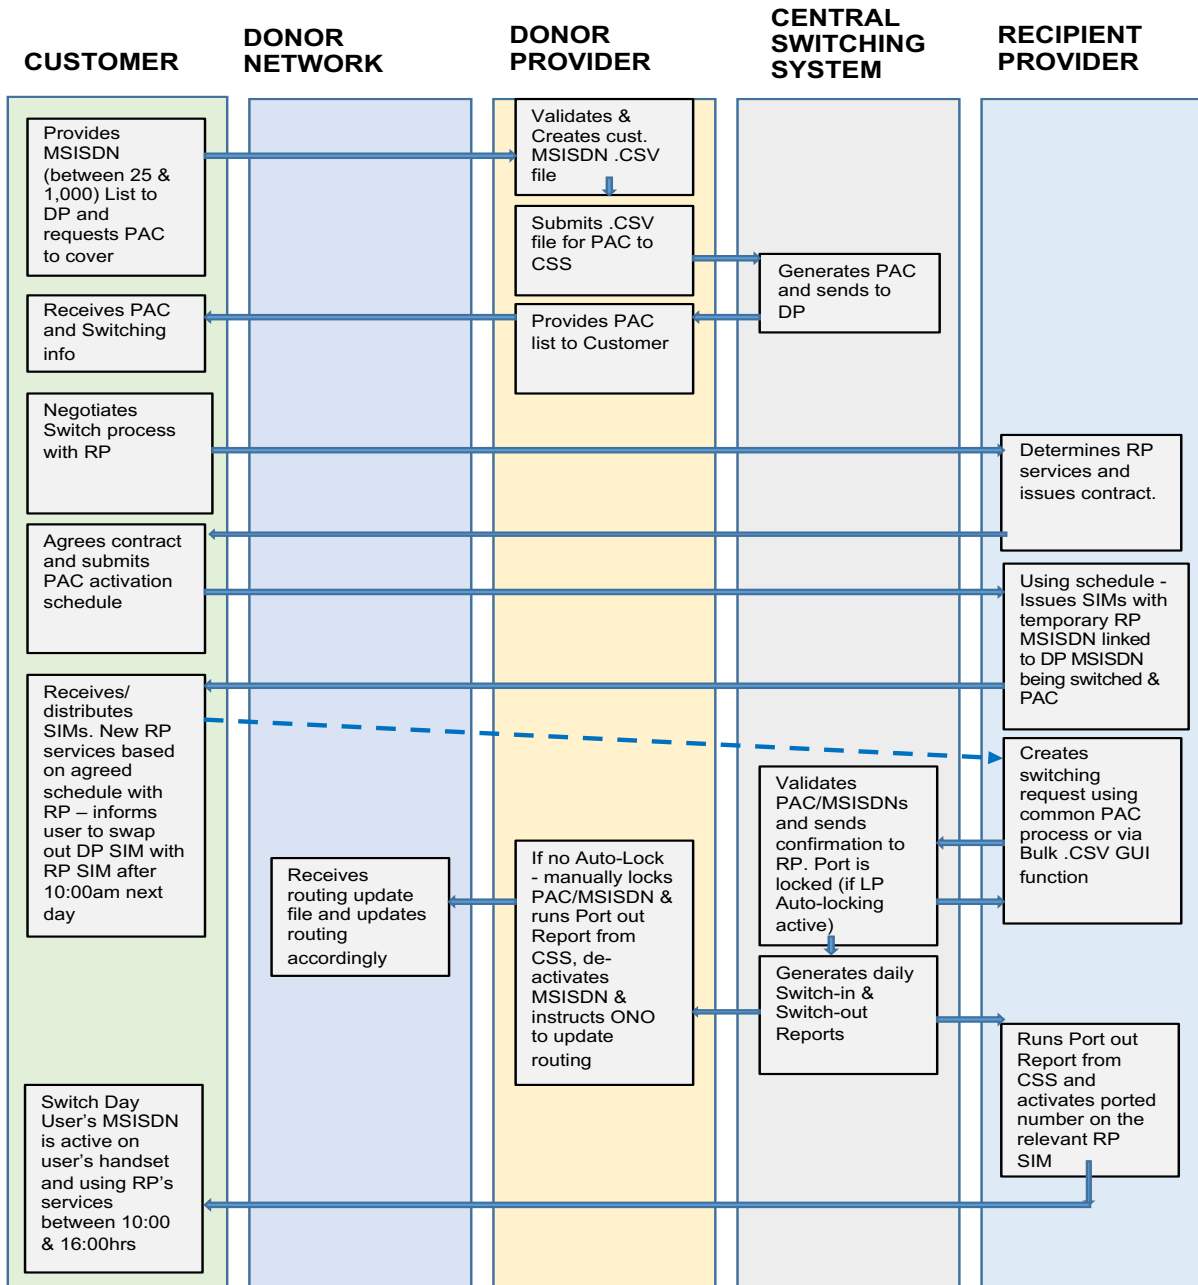 CUSTOMER
DONOR
NETWORK
DONOR
PROVIDER
CENTRAL
SWITCHING
SYSTEM
RECIPIENT
PROVIDER
Provides
MSISDN
(between 25 &
1,000) List to
DP and
requests PAC
to cover
Validates &
Creates cust.
MSISDN .CSV
file
Submits .CSV
file for PAC to
CSS
Generates PAC
and sends to
DP
Receives PAC
and Switching
info
Provides PAC
list to Customer
Negotiates
Switch process
with RP
Determines RP
services and
issues contract.
Agrees contract
and submits
PAC activation
schedule
Using schedule -
Issues SIMs with
temporary RP
MSISDN linked
to DP MSISDN
being switched &
PAC
Receives/
distributes
SIMs. New RP
services based
on agreed
schedule with
RP – informs
user to swap
out DP SIM with
RP SIM after
10:00am next
day
Creates
switching
request using
common PAC
process or via
Bulk .CSV GUI
function
Validates
PAC/MSISDNs
and sends
confirmation to
RP. Port is
locked (if LP
Auto-locking
active)
If no Auto-Lock
- manually locks
PAC/MSISDN &
runs Port out
Report from
CSS, de-
activates
MSISDN &
instructs ONO
to update
routing
Receives
routing update
file and updates
routing
accordingly
Generates daily
Switch-in &
Switch-out
Reports
Runs Port out
Report from
CSS and
activates ported
number on the
relevant RP
SIM
Switch Day
User’s MSISDN
is active on
user’s handset
and using RP’s
services
between 10:00
& 16:00hrs